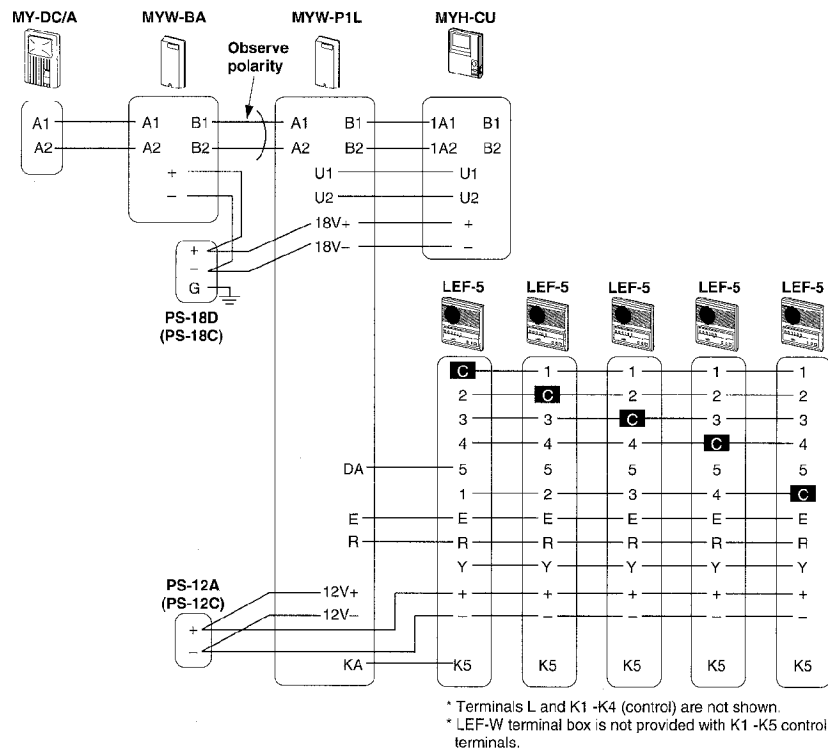 MY-DC/A MYW-BA MYW-P1L MYH-CU
Observe
polarity
A1 A1 B1 A1 B1 1A1 B1
A2 A2 B2 A2 B2 1A2 B2
+ U1 U1
− U2 U2
18V+ +
18V− −
+
−
G
PS-18D
(PS-18C)
LEF-5 LEF-5 LEF-5 LEF-5 LEF-5
C 1 1 1 1
2 C 2 2 2
3 3 C 3 3
4 4 4 C 4
DA 5 5 5 5 5
1 2 3 4 C
E E E E E E
R R R R R R
Y Y Y Y Y
PS-12A
(PS-12C)
12V+ + + + + +
12V− − − − − −
+
−
KA K5 K5 K5 K5 K5
* Terminals L and K1 -K4 (control) are not shown.
* LEF-W terminal box is not provided with K1 -K5 control
terminals.